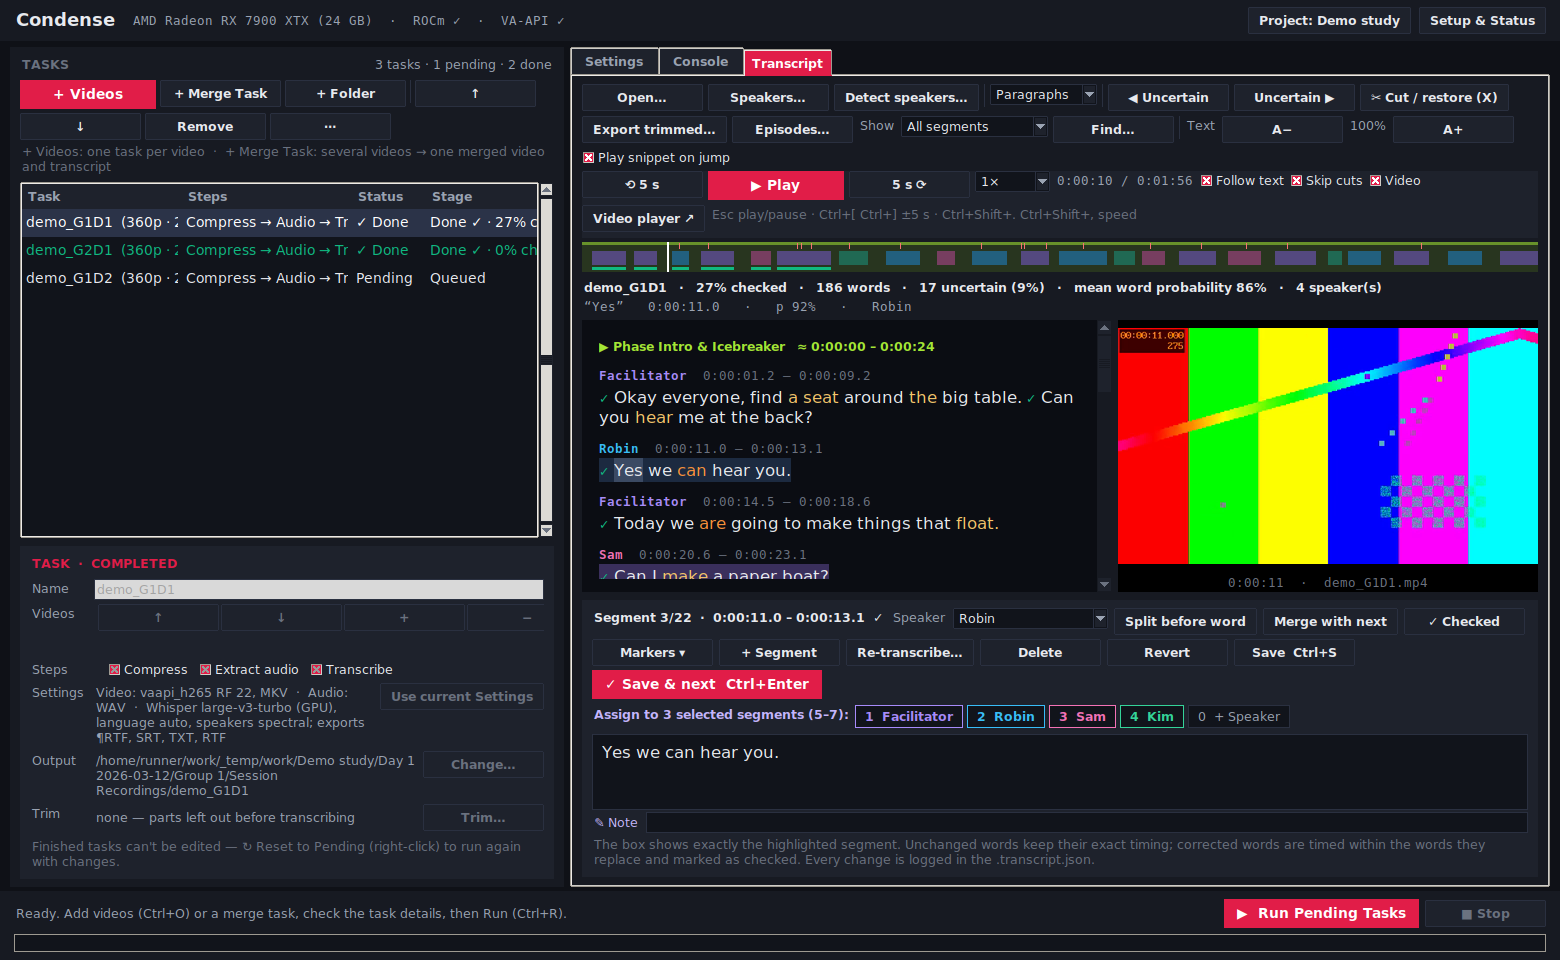 Condense AMD Radeon RX 7900 XTX (24 GB) · ROCm ✓ · VA-API ✓ Project: Demo study Setup & Status
TASKS 3 tasks · 1 pending · 2 done
+ Videos + Merge Task + Folder ↑
↓ Remove ···
+ Videos: one task per video · + Merge Task: several videos → one merged video
and transcript
Task Steps Status Stage
demo_G1D1 (360p · 2 Compress → Audio → Tr ✓ Done Done ✓ · 27% c
demo_G2D1 (360p · 2 Compress → Audio → Tr ✓ Done Done ✓ · 0% ch
demo_G1D2 (360p · 2 Compress → Audio → Tr Pending Queued
TASK · COMPLETED
Name demo_G1D1
Videos ↑ ↓ + −
Steps Compress Extract audio Transcribe
Settings Video: vaapi_h265 RF 22, MKV · Audio:
WAV · Whisper large-v3-turbo (GPU),
language auto, speakers spectral; exports
¶RTF, SRT, TXT, RTF
Use current Settings
Output /home/runner/work/_temp/work/Demo study/Day 1
2026-03-12/Group 1/Session
Recordings/demo_G1D1
Change...
Trim none — parts left out before transcribing Trim...
Finished tasks can't be edited — ↻ Reset to Pending (right-click) to run again
with changes.
Settings Console Transcript
Open... Speakers... Detect speakers... Paragraphs ◀ Uncertain Uncertain ▶ ✂ Cut / restore (X)
Export trimmed... Episodes... Show All segments Find... Text A− 100% A+
Play snippet on jump
⟲ 5 s ▶ Play 5 s ⟳ 1× 0:00:10 / 0:01:56 Follow text Skip cuts Video
Video player ↗ Esc play/pause · Ctrl+[ Ctrl+] ±5 s · Ctrl+Shift+. Ctrl+Shift+, speed
demo_G1D1 · 27% checked · 186 words · 17 uncertain (9%) · mean word probability 86% · 4 speaker(s)
“Yes” 0:00:11.0 · p 92% · Robin
▶ Phase Intro & Icebreaker ≈ 0:00:00 – 0:00:24
Facilitator 0:00:01.2 – 0:00:09.2
✓ Okay everyone, find a seat around the big table. ✓ Can
you hear me at the back?
Robin 0:00:11.0 – 0:00:13.1
✓ Yes we can hear you.
Facilitator 0:00:14.5 – 0:00:18.6
✓ Today we are going to make things that float.
Sam 0:00:20.6 – 0:00:23.1
✓ Can I make a paper boat?
00:00:11.000
275
0:00:11 · demo_G1D1.mp4
Segment 3/22 · 0:00:11.0 – 0:00:13.1 ✓ Speaker Robin Split before word Merge with next ✓ Checked
Markers ▾ + Segment Re-transcribe... Delete Revert Save Ctrl+S
✓ Save & next Ctrl+Enter
Assign to 3 selected segments (5–7): 1 Facilitator 2 Robin 3 Sam 4 Kim 0 + Speaker
Yes we can hear you.
✎ Note
The box shows exactly the highlighted segment. Unchanged words keep their exact timing; corrected words are timed within the words they
replace and marked as checked. Every change is logged in the .transcript.json.
Ready. Add videos (Ctrl+O) or a merge task, check the task details, then Run (Ctrl+R).
▶ Run Pending Tasks ■ Stop